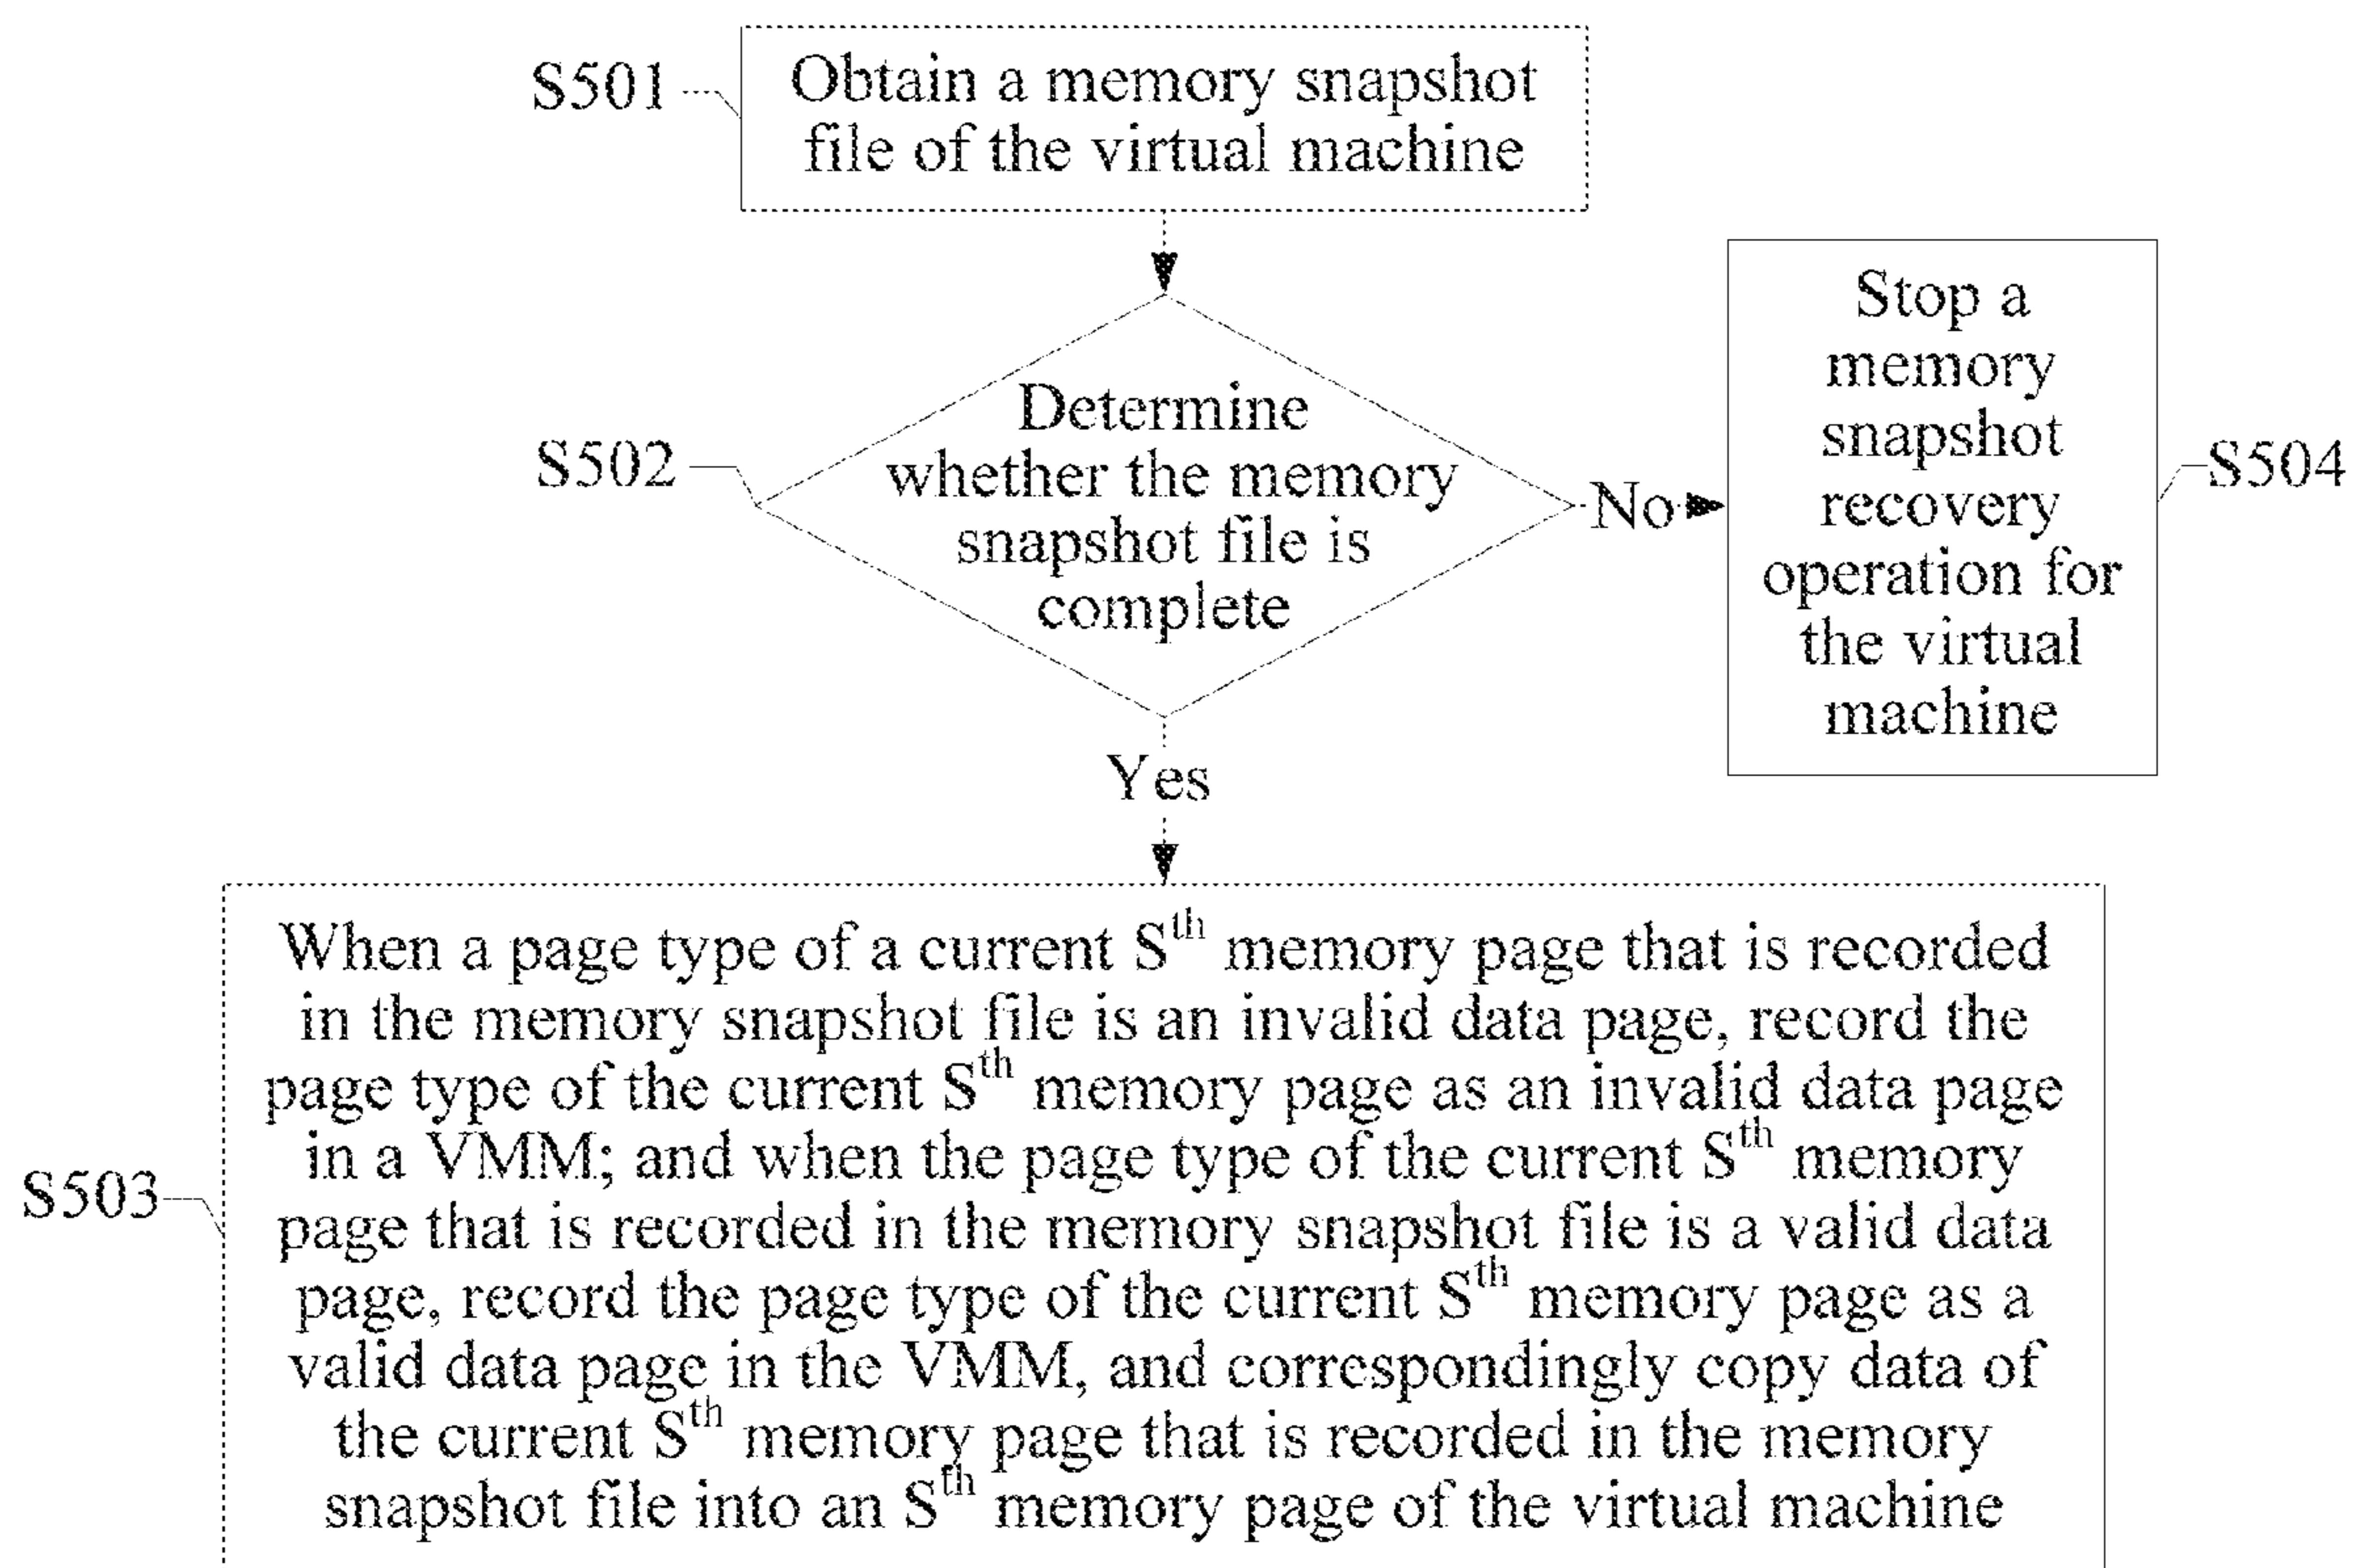 S501
Obtain a memory snapshot
file of the virtual machine
S502
Determine
whether the memory
snapshot file is
complete
No
Stop a
memory
snapshot
recovery
operation for
the virtual
machine
S504
Yes
S503
When a page type of a current Sth memory page that is recorded
in the memory snapshot file is an invalid data page, record the
page type of the current Sth memory page as an invalid data page
in a VMM; and when the page type of the current Sth memory
page that is recorded in the memory snapshot file is a valid data
page, record the page type of the current Sth memory page as a
valid data page in the VMM, and correspondingly copy data of
the current Sth memory page that is recorded in the memory
snapshot file into an Sth memory page of the virtual machine